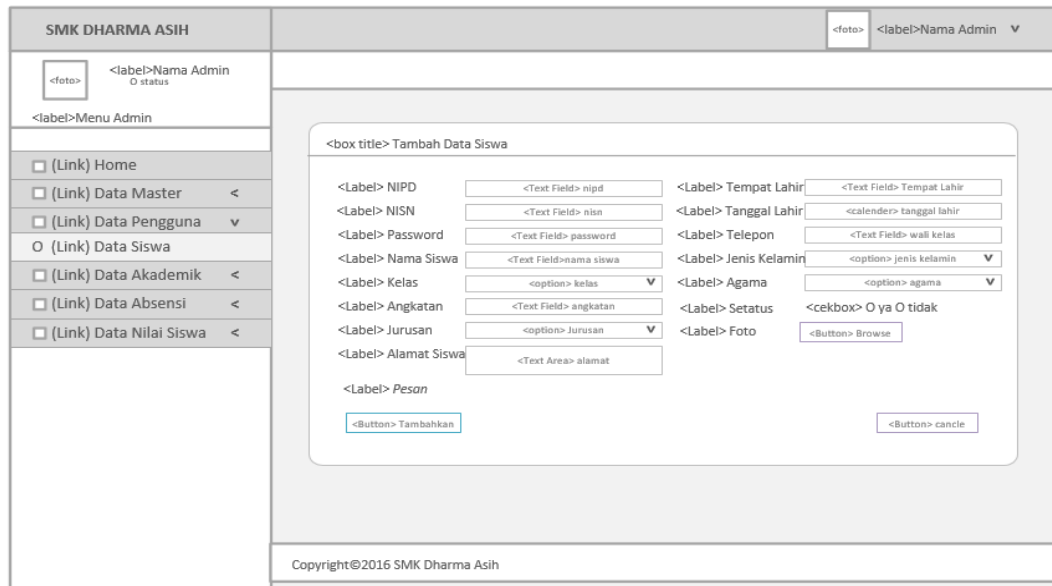 SMK DHARMA ASIH
<foto> <label>Nama Admin v
<foto> <label>Nama Admin
O status
<label>Menu Admin
(Link) Home
(Link) Data Master <
(Link) Data Pengguna v
O (Link) Data Siswa
(Link) Data Akademik <
(Link) Data Absensi <
(Link) Data Nilai Siswa <
<box title> Tambah Data Siswa
<Label> NIPD <Text Field> nipd
<Label> NISN <Text Field> nisn
<Label> Password <Text Field> password
<Label> Nama Siswa <Text Field>nama siswa
<Label> Kelas <option> kelas v
<Label> Angkatan <Text Field> angkatan
<Label> Jurusan <option> Jurusan v
<Label> Alamat Siswa <Text Area> alamat
<Label> Tempat Lahir <Text Field> Tempat Lahir
<Label> Tanggal Lahir <calender> tanggal lahir
<Label> Telepon <Text Field> wali kelas
<Label> Jenis Kelamin <option> jenis kelamin v
<Label> Agama <option> agama v
<Label> Setatus <cekbox> O ya O tidak
<Label> Foto <Button> Browse
<Label> Pesan
<Button> Tambahkan <Button> cancle
Copyright©2016 SMK Dharma Asih